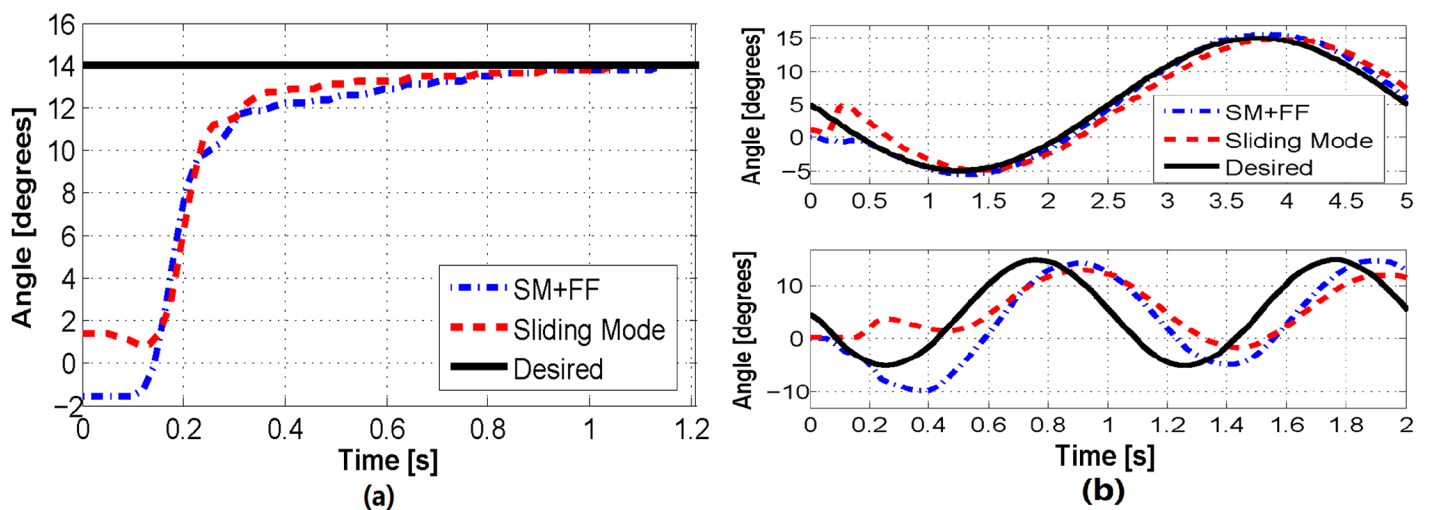 16
14
12
10
8
6
4
2
0
−2
Angle [degrees]
SM+FF
Sliding Mode
Desired
0 0.2 0.4 0.6 0.8 1 1.2
Time [s]
(a)
15
10
5
0
−5
Angle [degrees]
SM+FF
Sliding Mode
Desired
0 0.5 1 1.5 2 2.5 3 3.5 4 4.5 5
10
0
−10
Angle [degrees]
0 0.2 0.4 0.6 0.8 1 1.2 1.4 1.6 1.8 2
Time [s]
(b)